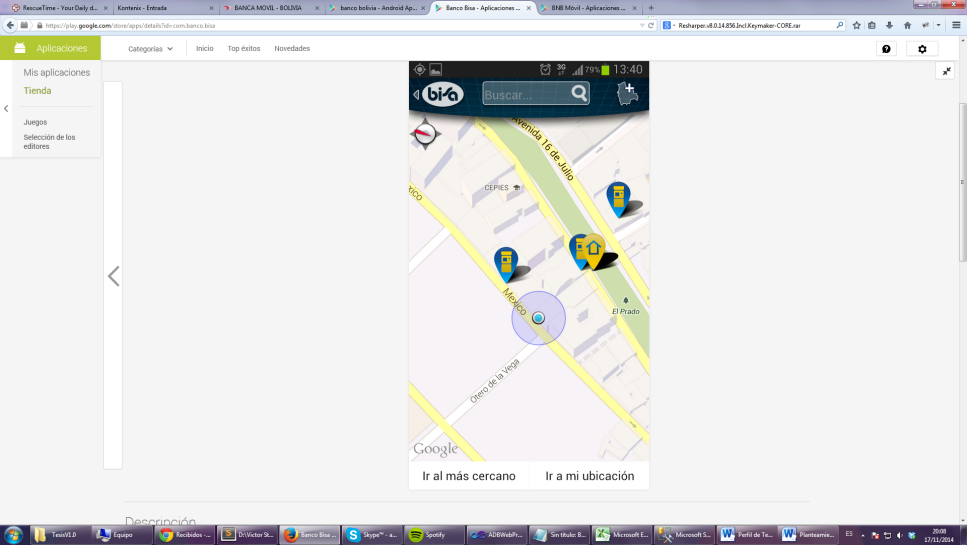 RescueTime - Your Daily d...
Kontenix - Entrada
BANCA MOVIL - BOLIVIA
banco bolivia - Android Ap...
Banco Bisa - Aplicaciones ...
BNB Móvil - Aplicaciones ...
https://play.google.com/store/apps/details?id=com.banco.bisa
Resharper.v8.0.14.856.Incl.Keymaker-CORE.rar
Aplicaciones
Categorías
Inicio
Top éxitos
Novedades
Mis aplicaciones
Tienda
Juegos
Selección de los
editores
3G
79%
13:40
bisa
Buscar...
Avenida 16 de Julio
CEPIES
xico
Mexico
El Prado
Otero de la Vega
Google
Ir al más cercano
Ir a mi ubicación
Descripción
TesisV1.0
Equipo
Recibidos - ...
D:\Victor St...
Banco Bisa ...
Skype™ - a...
Spotify
ADBWebPr...
Sin título: B...
Microsoft E...
Microsoft S...
Perfil de Te...
Planteamie...
ES
20:08
17/11/2014